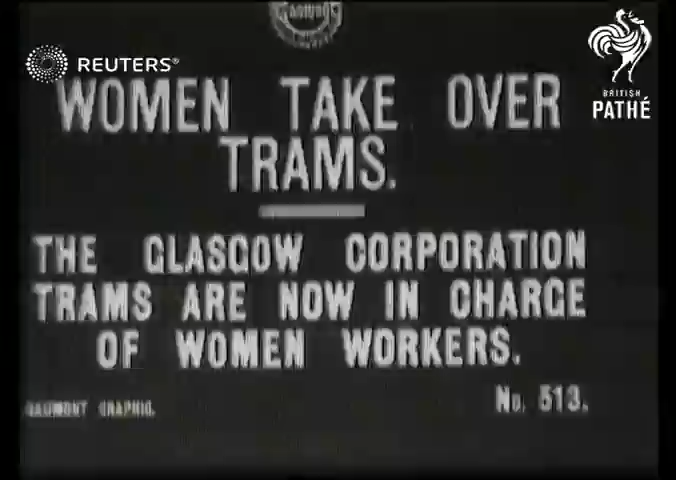 GAUMONT
REUTERS®
BRITISH
PATHÉ
WOMEN TAKE OVER
TRAMS.
THE GLASGOW CORPORATION
TRAMS ARE NOW IN CHARGE
OF WOMEN WORKERS.
GAUMONT GRAPHIC.
No. 513.